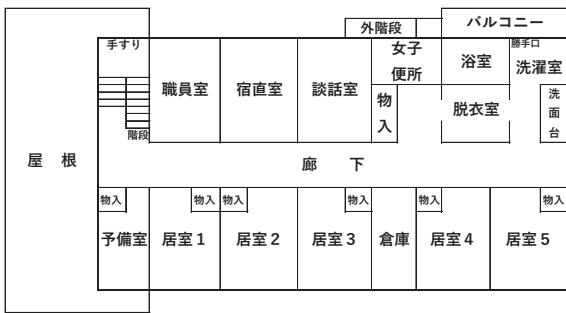 外階段
バルコニー
手すり
職員室
宿直室
談話室
女子
便所
浴室
勝手口
洗濯室
物
入
脱衣室
洗
面
台
階段
屋 根
廊 下
物入
物入
物入
物入
物入
物入
予備室
居室1
居室2
居室3
倉庫
居室4
居室5